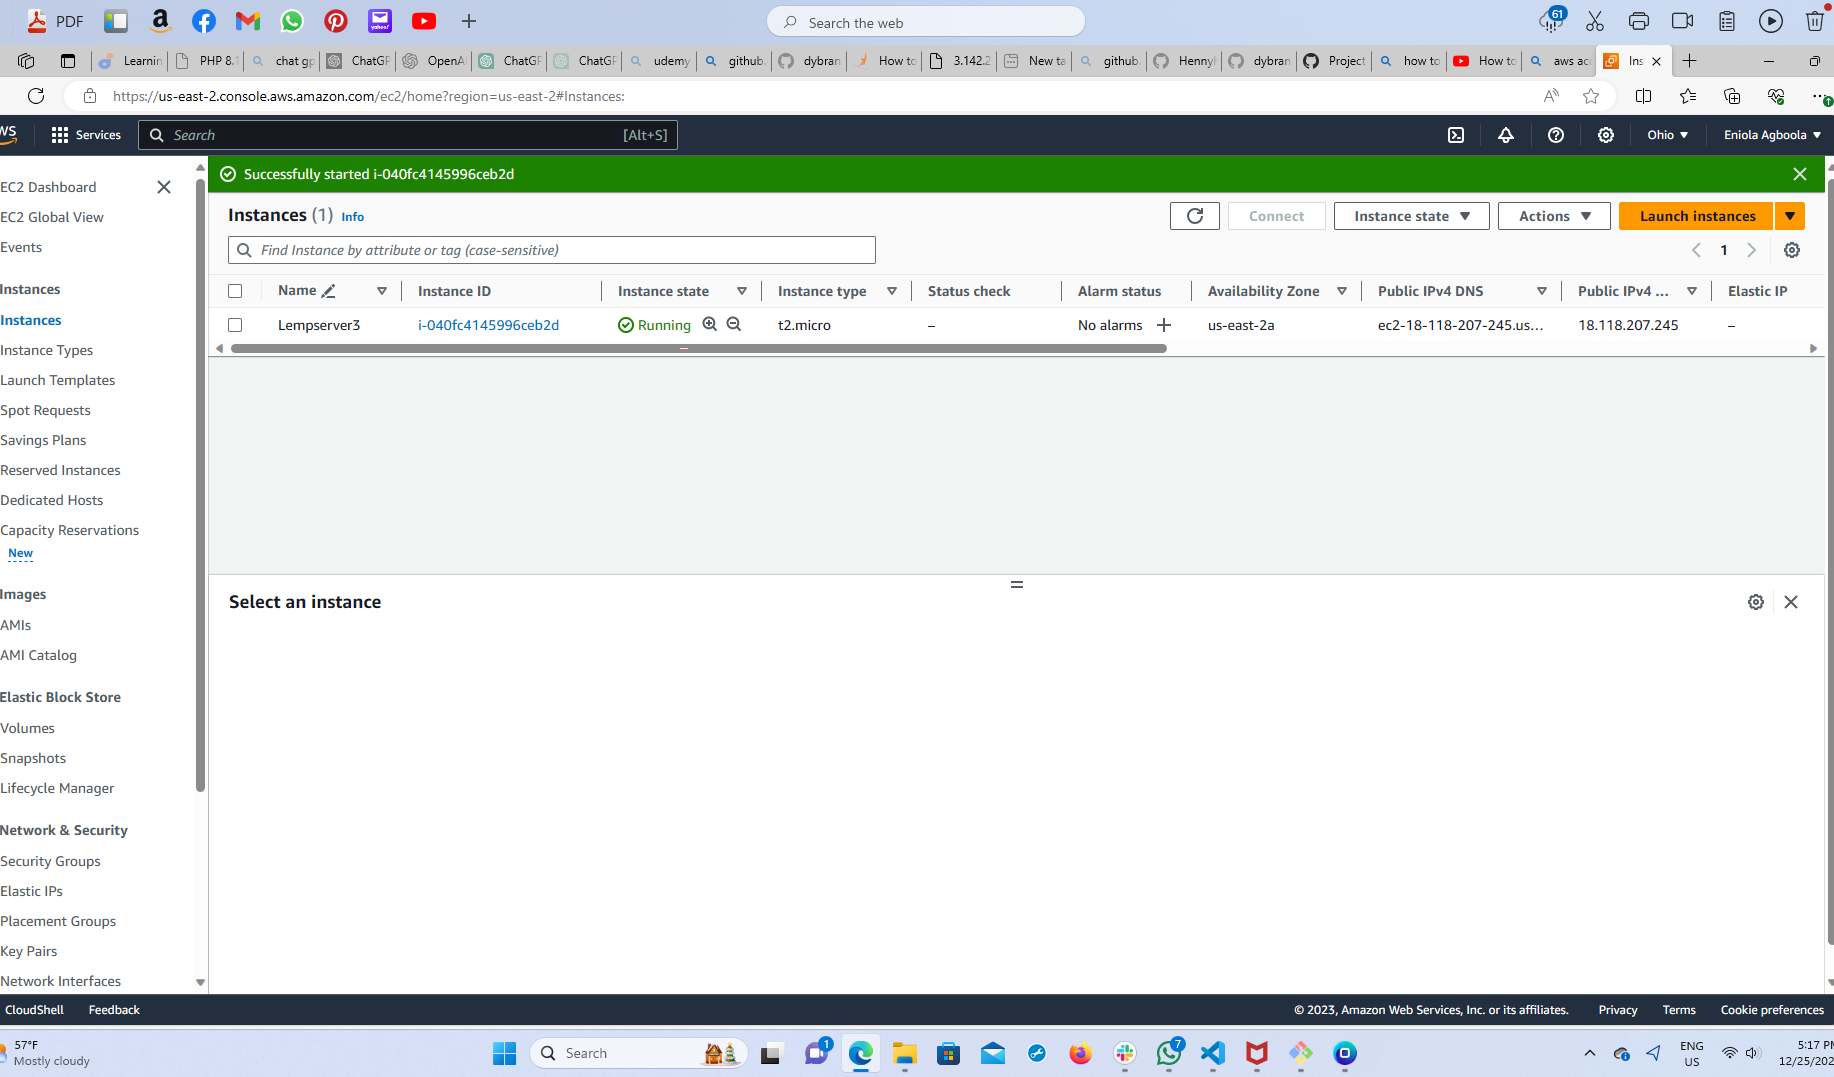 PDF
Search the web
61
Learnin
PHP 8.1
chat gp
ChatGP
OpenA
ChatGP
ChatGP
udemy
github.
dybran
How to
3.142.2
New ta
github.
Hennyl
dybran
Project
how to
How to
aws acc
Ins
https://us-east-2.console.aws.amazon.com/ec2/home?region=us-east-2#Instances:
Services
Search
[Alt+S]
Ohio
Eniola Agboola
EC2 Dashboard
EC2 Global View
Events
Instances
Instances
Instance Types
Launch Templates
Spot Requests
Savings Plans
Reserved Instances
Dedicated Hosts
Capacity Reservations
New
Images
AMIs
AMI Catalog
Elastic Block Store
Volumes
Snapshots
Lifecycle Manager
Network & Security
Security Groups
Elastic IPs
Placement Groups
Key Pairs
Network Interfaces
Successfully started i-040fc4145996ceb2d
Instances (1) Info
Connect
Instance state
Actions
Launch instances
Find Instance by attribute or tag (case-sensitive)
1
Name Instance ID Instance state Instance type Status check Alarm status Availability Zone Public IPv4 DNS Public IPv4 ... Elastic IP
Lempserver3 i-040fc4145996ceb2d Running t2.micro – No alarms us-east-2a ec2-18-118-207-245.us... 18.118.207.245 –
Select an instance
CloudShell Feedback
© 2023, Amazon Web Services, Inc. or its affiliates. Privacy Terms Cookie preferences
57°F
Mostly cloudy
Search
1
7
ENG
US
5:17 PM
12/25/202